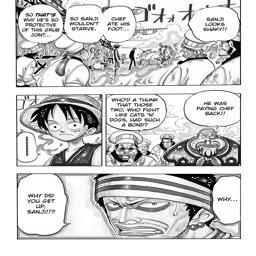 SANJI
LOOKS
SHAKY!!
CHEF
ATE HIS
FOOT...
SO SANJI
WOULDN'T
STARVE.
SO THAT'S
WHY HE'S SO
PROTECTIVE
OF THIS GRUB
JOINT...
HE WAS
PAYING CHEF
BACK!!
WHO'D A THUNK
THAT THOSE
TWO, WHO FIGHT
LIKE CATS 'N'
DOGS, HAD SUCH
A BOND?
WHY...
WHY DID
YOU GET
UP,
SANJI!!?